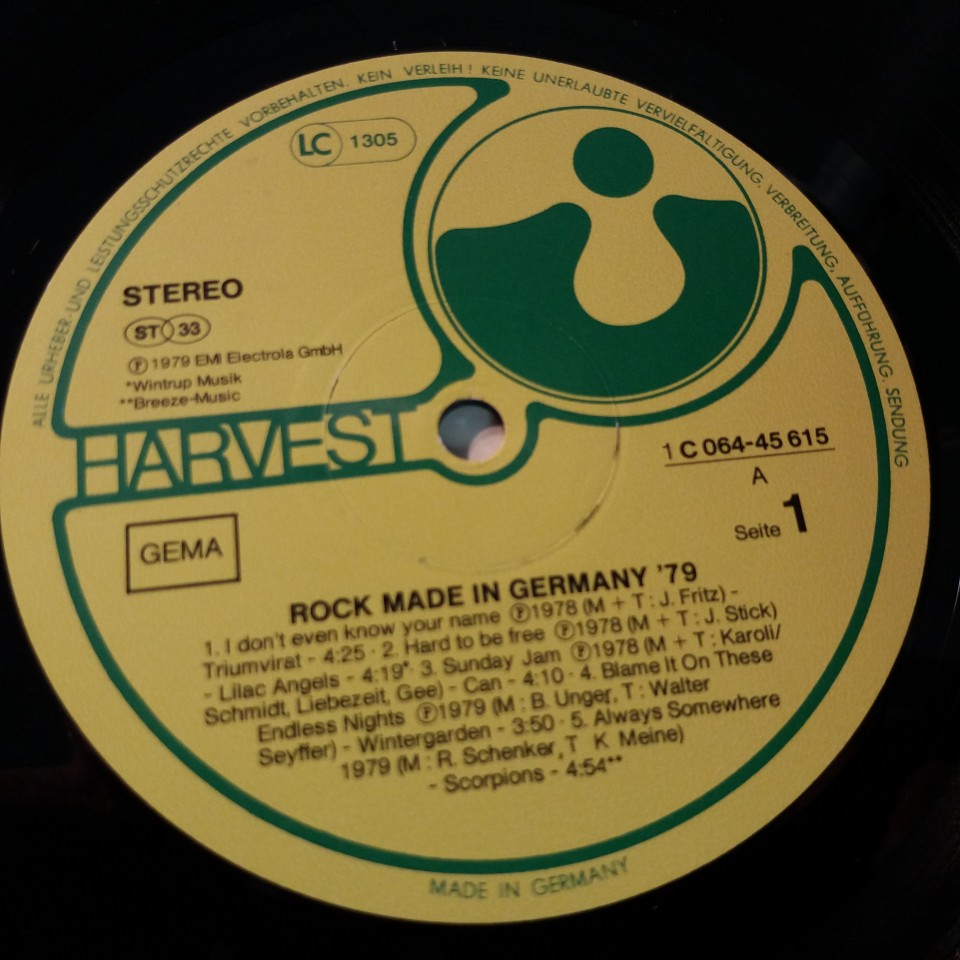 ALLE URHEBER- UND LEISTUNGSSCHUTZRECHTE VORBEHALTEN. KEIN VERLEIH! KEINE UNERLAUBTE VERVIELFÄLTIGUNG, VERBREITUNG, AUFFÜHRUNG, SENDUNG
LC 1305
STEREO
ST 33
Ⓟ 1979 EMI Electrola GmbH
*Wintrup Musik
**Breeze-Music
HARVEST
1 C 064-45 615
A
Seite 1
GEMA
ROCK MADE IN GERMANY '79
1. I don't even know your name Ⓟ1978 (M + T : J. Fritz) -
Triumvirat - 4:25 · 2. Hard to be free Ⓟ1978 (M + T : J. Stick)
- Lilac Angels - 4:19* · 3. Sunday Jam Ⓟ1978 (M + T : Karoli/
Schmidt, Liebezeit, Gee) - Can - 4:10 · 4. Blame It On These
Endless Nights Ⓟ1979 (M : B. Unger, T : Walter
Seyffer) - Wintergarden - 3:50 · 5. Always Somewhere
1979 (M : R. Schenker, T K Meine)
- Scorpions - 4:54**
MADE IN GERMANY